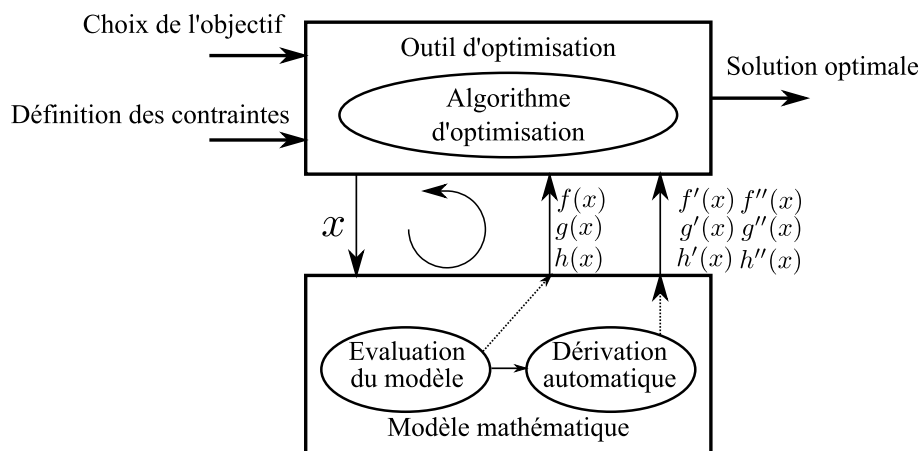 Choix de l'objectif
Outil d'optimisation
Solution optimale
Définition des contraintes
Algorithme
d'optimisation
x
f(x)
g(x)
h(x)
f'(x) f''(x)
g'(x) g''(x)
h'(x) h''(x)
Evaluation
du modèle
Dérivation
automatique
Modèle mathématique